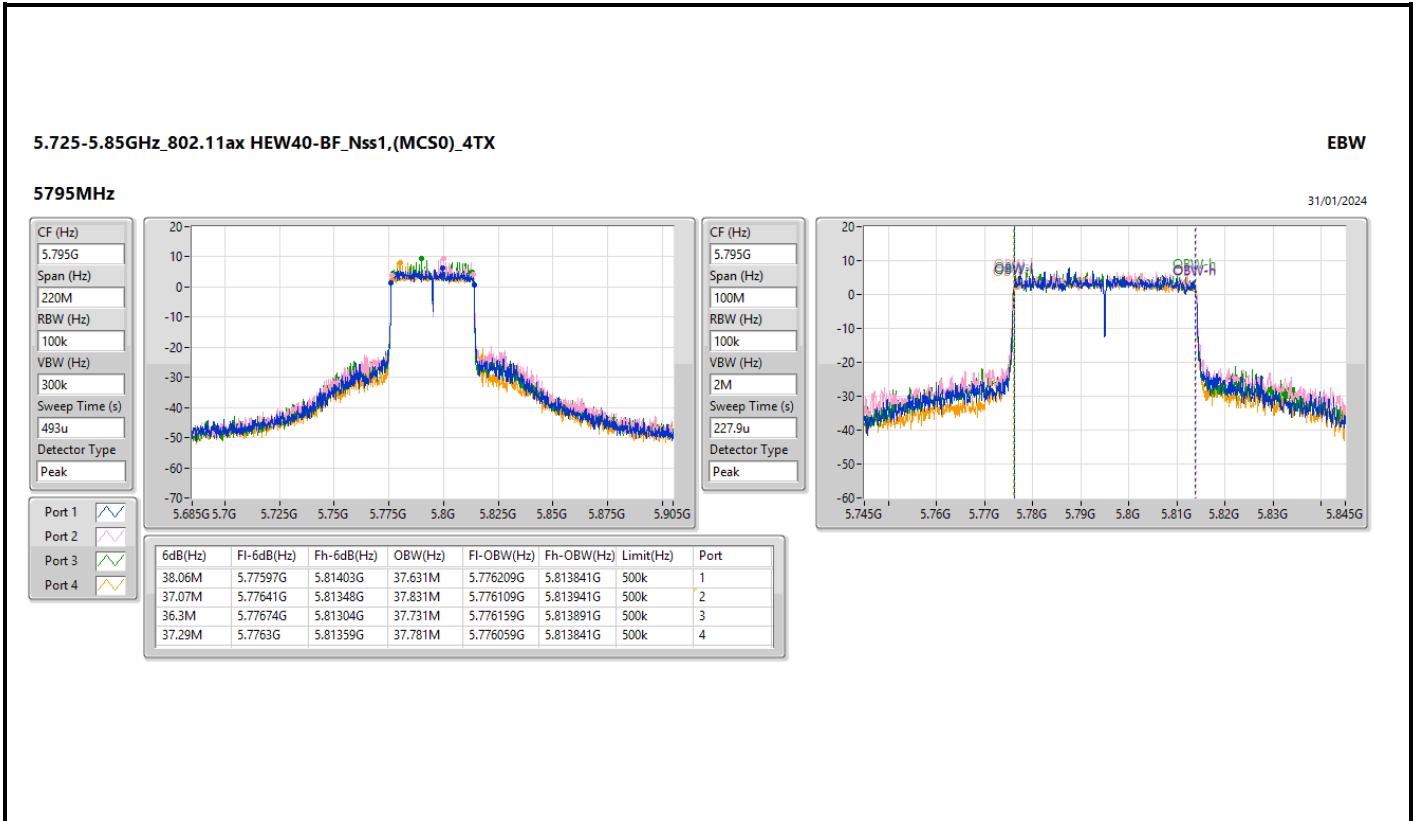 5.725-5.85GHz_802.11ax HEW40-BF_Nss1,(MCS0)_4TX
EBW
5795MHz
31/01/2024
CF (Hz)
5.795G
Span (Hz)
220M
RBW (Hz)
100k
VBW (Hz)
300k
Sweep Time (s)
493u
Detector Type
Peak
20
10
0
-10
-20
-30
-40
-50
-60
-70
5.685G 5.7G 5.725G 5.75G 5.775G 5.8G 5.825G 5.85G 5.875G 5.905G
CF (Hz)
5.795G
Span (Hz)
100M
RBW (Hz)
100k
VBW (Hz)
2M
Sweep Time (s)
227.9u
Detector Type
Peak
20
10
0
-10
-20
-30
-40
-50
-60
OBW-l OBW-h
5.745G 5.76G 5.77G 5.78G 5.79G 5.8G 5.81G 5.82G 5.83G 5.845G
Port 1
Port 2
Port 3
Port 4
6dB(Hz) Fl-6dB(Hz) Fh-6dB(Hz) OBW(Hz) Fl-OBW(Hz) Fh-OBW(Hz) Limit(Hz) Port
38.06M 5.77597G 5.81403G 37.631M 5.776209G 5.813841G 500k 1
37.07M 5.77641G 5.81348G 37.831M 5.776109G 5.813941G 500k 2
36.3M 5.77674G 5.81304G 37.731M 5.776159G 5.813891G 500k 3
37.29M 5.7763G 5.81359G 37.781M 5.776059G 5.813841G 500k 4